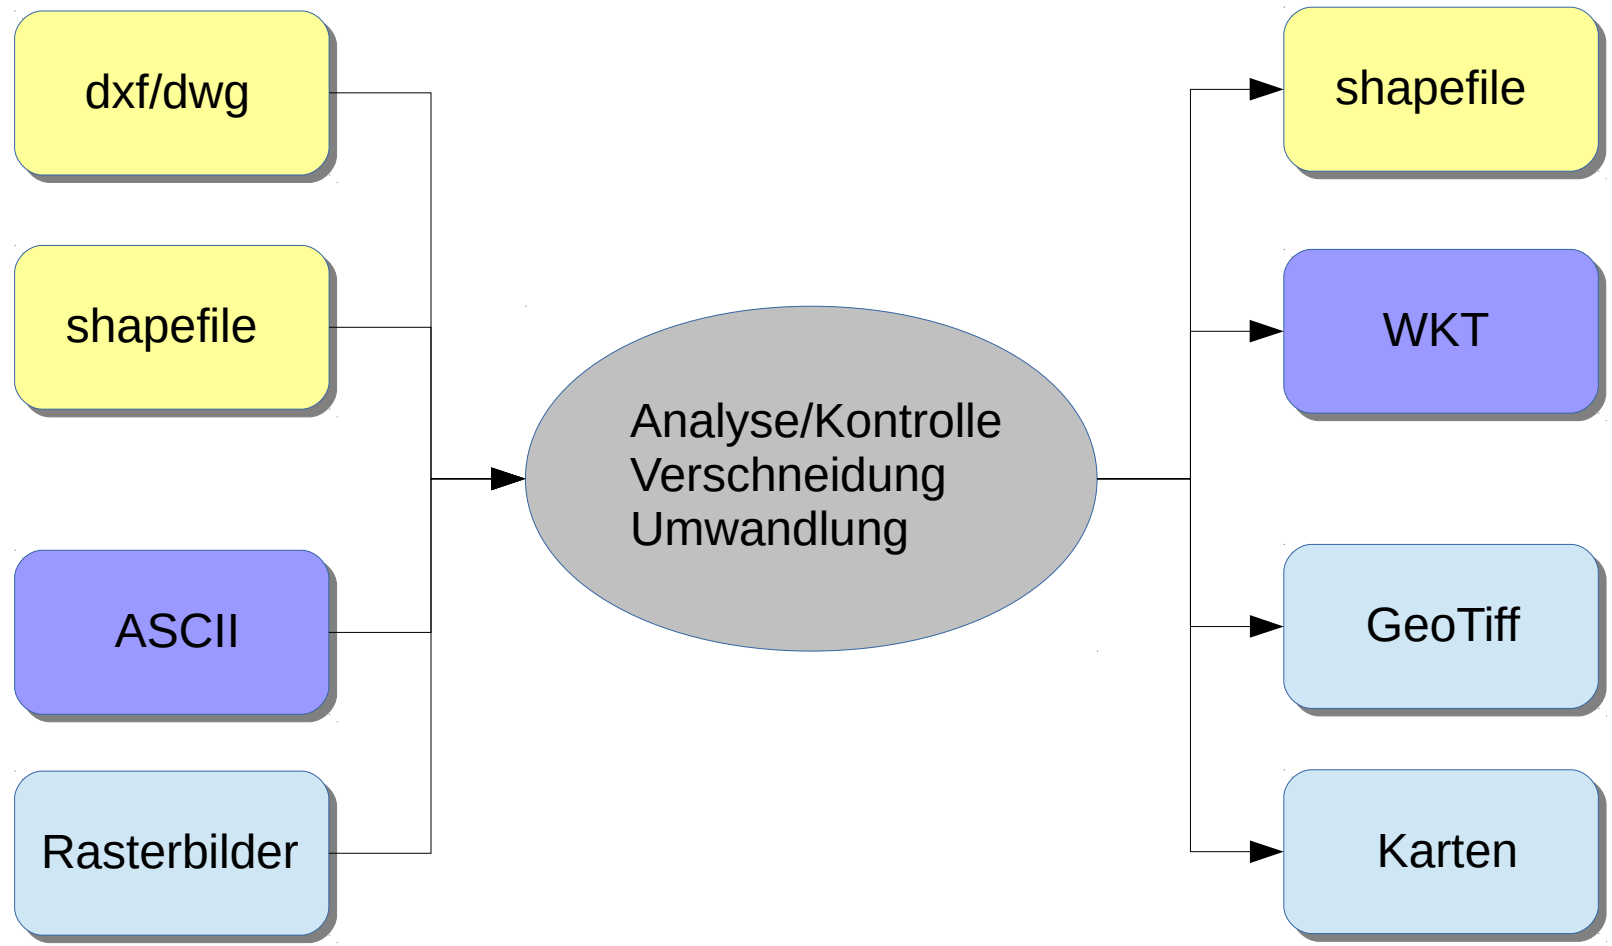 dxf/dwg
shapefile
ASCII
Rasterbilder
Analyse/Kontrolle
Verschneidung
Umwandlung
shapefile
WKT
GeoTiff
Karten